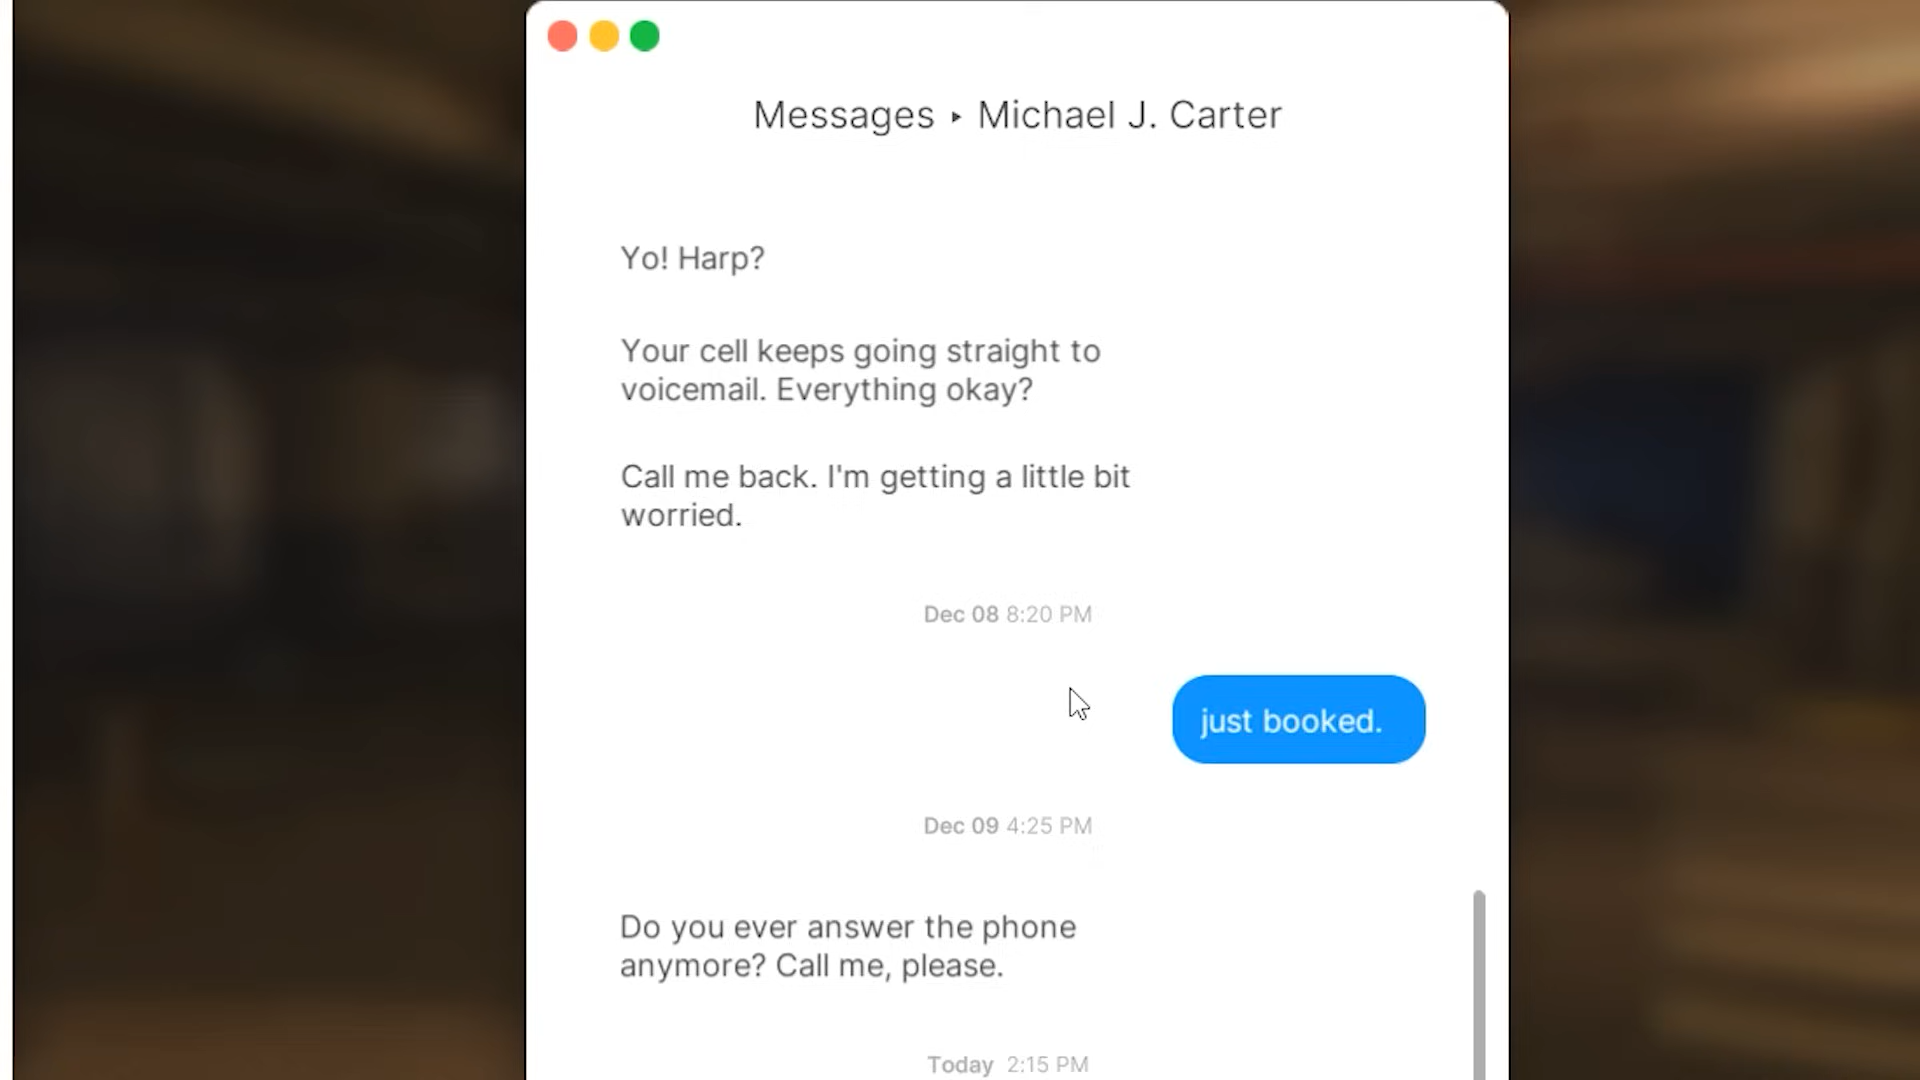 Messages ▸ Michael J. Carter
Yo! Harp?
Your cell keeps going straight to
voicemail. Everything okay?
Call me back. I'm getting a little bit
worried.
Dec 08 8:20 PM
just booked.
Dec 09 4:25 PM
Do you ever answer the phone
anymore? Call me, please.
Today 2:15 PM